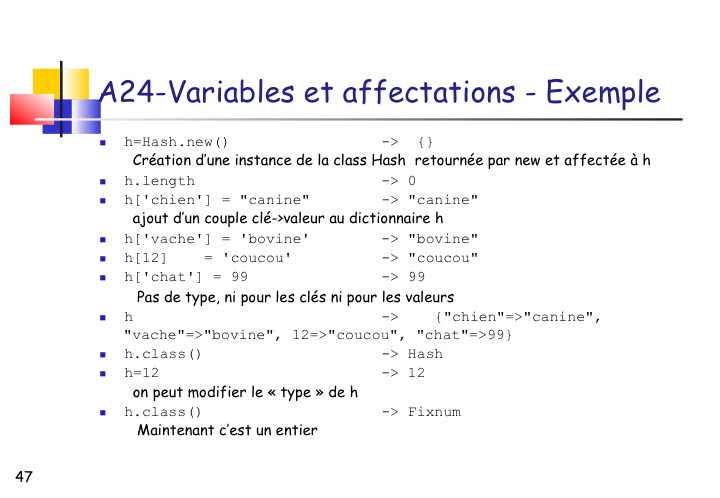 A24-Variables et affectations - Exemple
h=Hash.new() -> {}
Création d'une instance de la class Hash retournée par new et affectée à h
h.length -> 0
h['chien'] = "canine" -> "canine"
ajout d'un couple clé->valeur au dictionnaire h
h['vache'] = 'bovine' -> "bovine"
h[12] = 'coucou' -> "coucou"
h['chat'] = 99 -> 99
Pas de type, ni pour les clés ni pour les valeurs
h -> {"chien"=>"canine",
"vache"=>"bovine", 12=>"coucou", "chat"=>99}
h.class() -> Hash
h=12 -> 12
on peut modifier le « type » de h
h.class() -> Fixnum
Maintenant c'est un entier
47